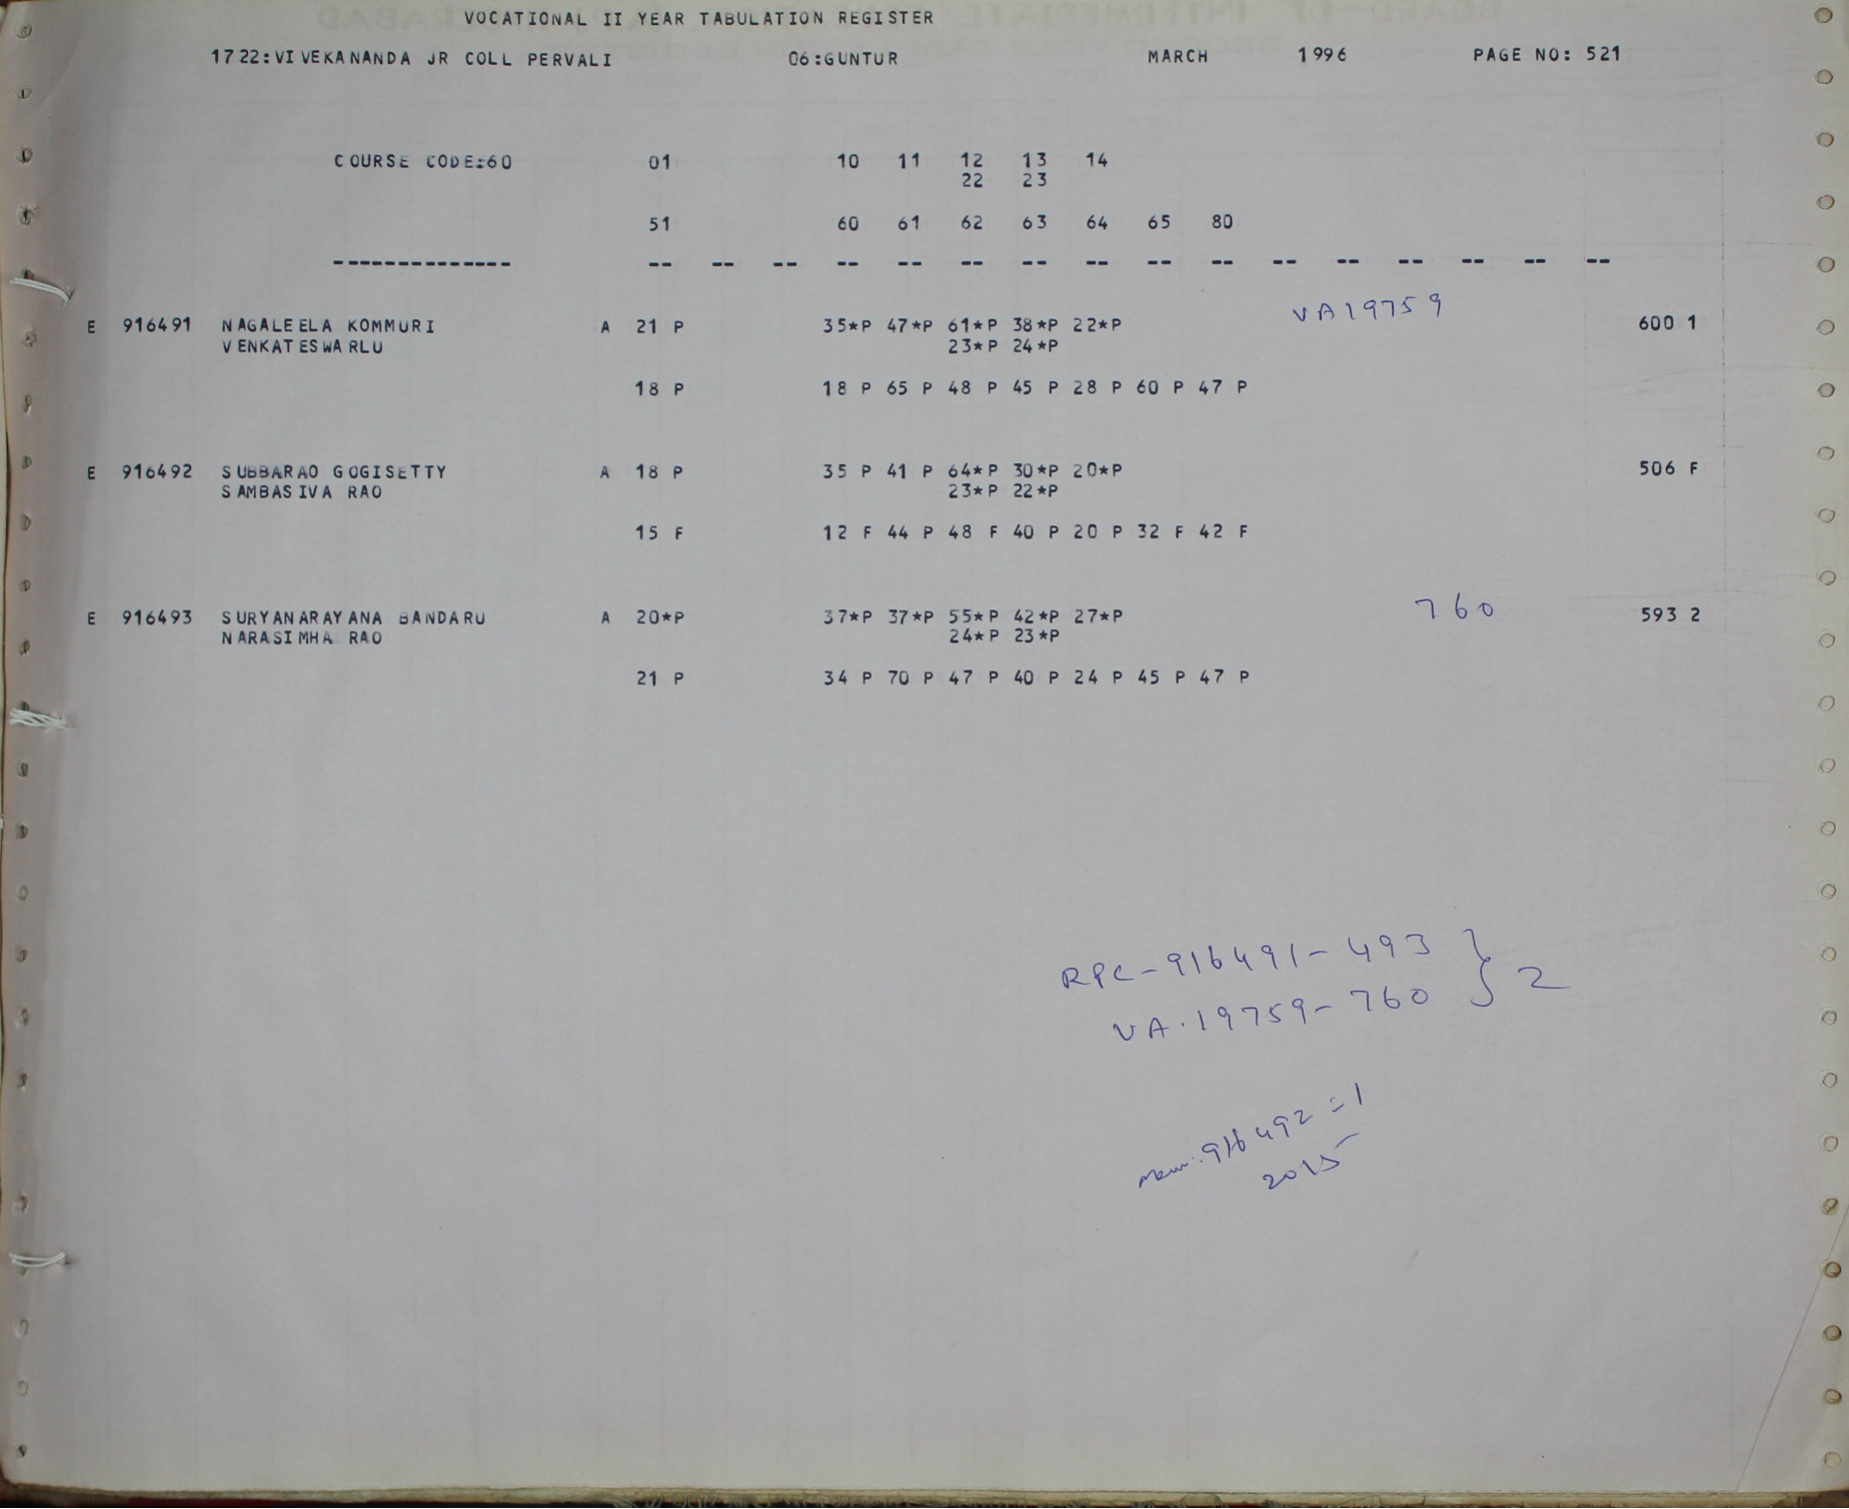 VOCATIONAL II YEAR TABULATION REGISTER
1722:VIVEKANANDA JR COLL PERVALI 06:GUNTUR MARCH 1996 PAGE NO: 521
COURSE CODE:60 01 10 11 12 13 14
22 23
51 60 61 62 63 64 65 80
-------------- -- -- -- -- -- -- -- -- -- -- -- -- -- -- -- --
VA19759
E 916491 NAGALEELA KOMMURI A 21 P 35*P 47*P 61*P 38*P 22*P 600 1
VENKATESWARLU 23*P 24*P
18 P 18 P 65 P 48 P 45 P 28 P 60 P 47 P
E 916492 SUBBARAO GOGISETTY A 18 P 35 P 41 P 64*P 30*P 20*P 506 F
SAMBASIVA RAO 23*P 22*P
15 F 12 F 44 P 48 F 40 P 20 P 32 F 42 F
760
E 916493 SURYANARAYANA BANDARU A 20*P 37*P 37*P 55*P 42*P 27*P 593 2
NARASIMHA RAO 24*P 23*P
21 P 34 P 70 P 47 P 40 P 24 P 45 P 47 P
RPC-916491-493 } 2
VA.19759-760
916492 = 1
2015